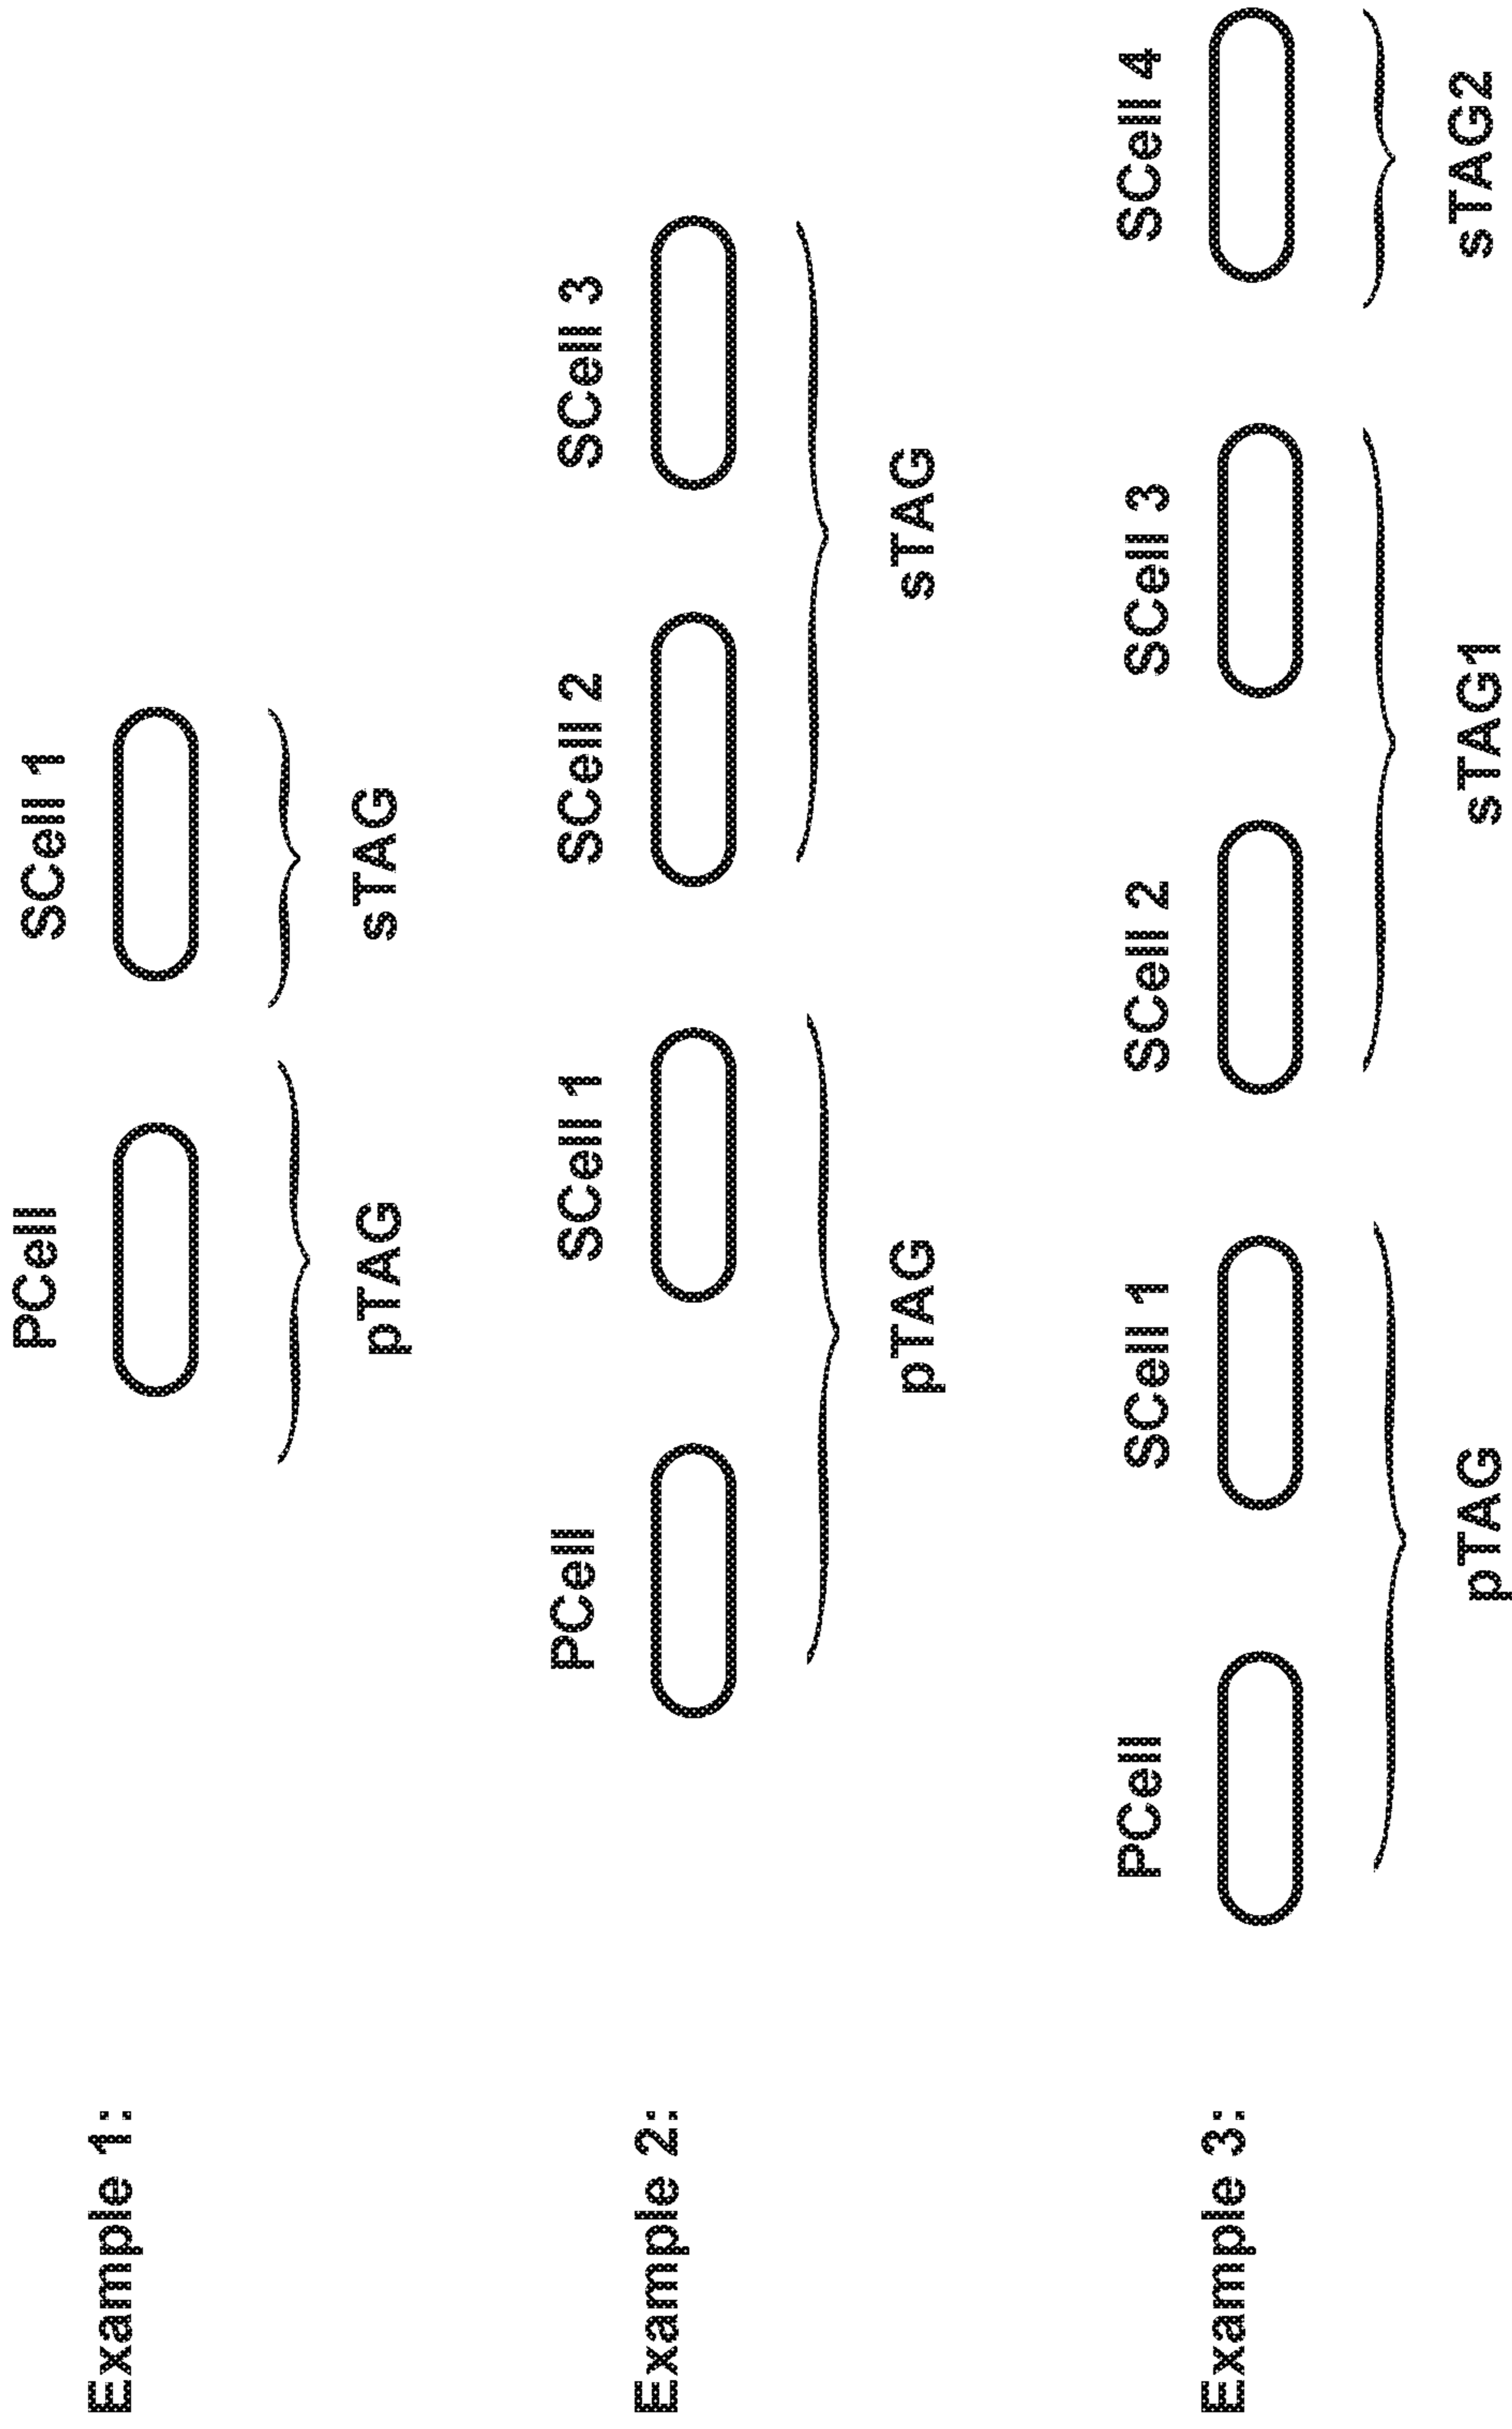 Example 1:
PCell
SCell 1
pTAG
sTAG
Example 2:
PCell
SCell 1
SCell 2
SCell 3
pTAG
sTAG
Example 3:
PCell
SCell 1
SCell 2
SCell 3
SCell 4
pTAG
sTAG1
sTAG2